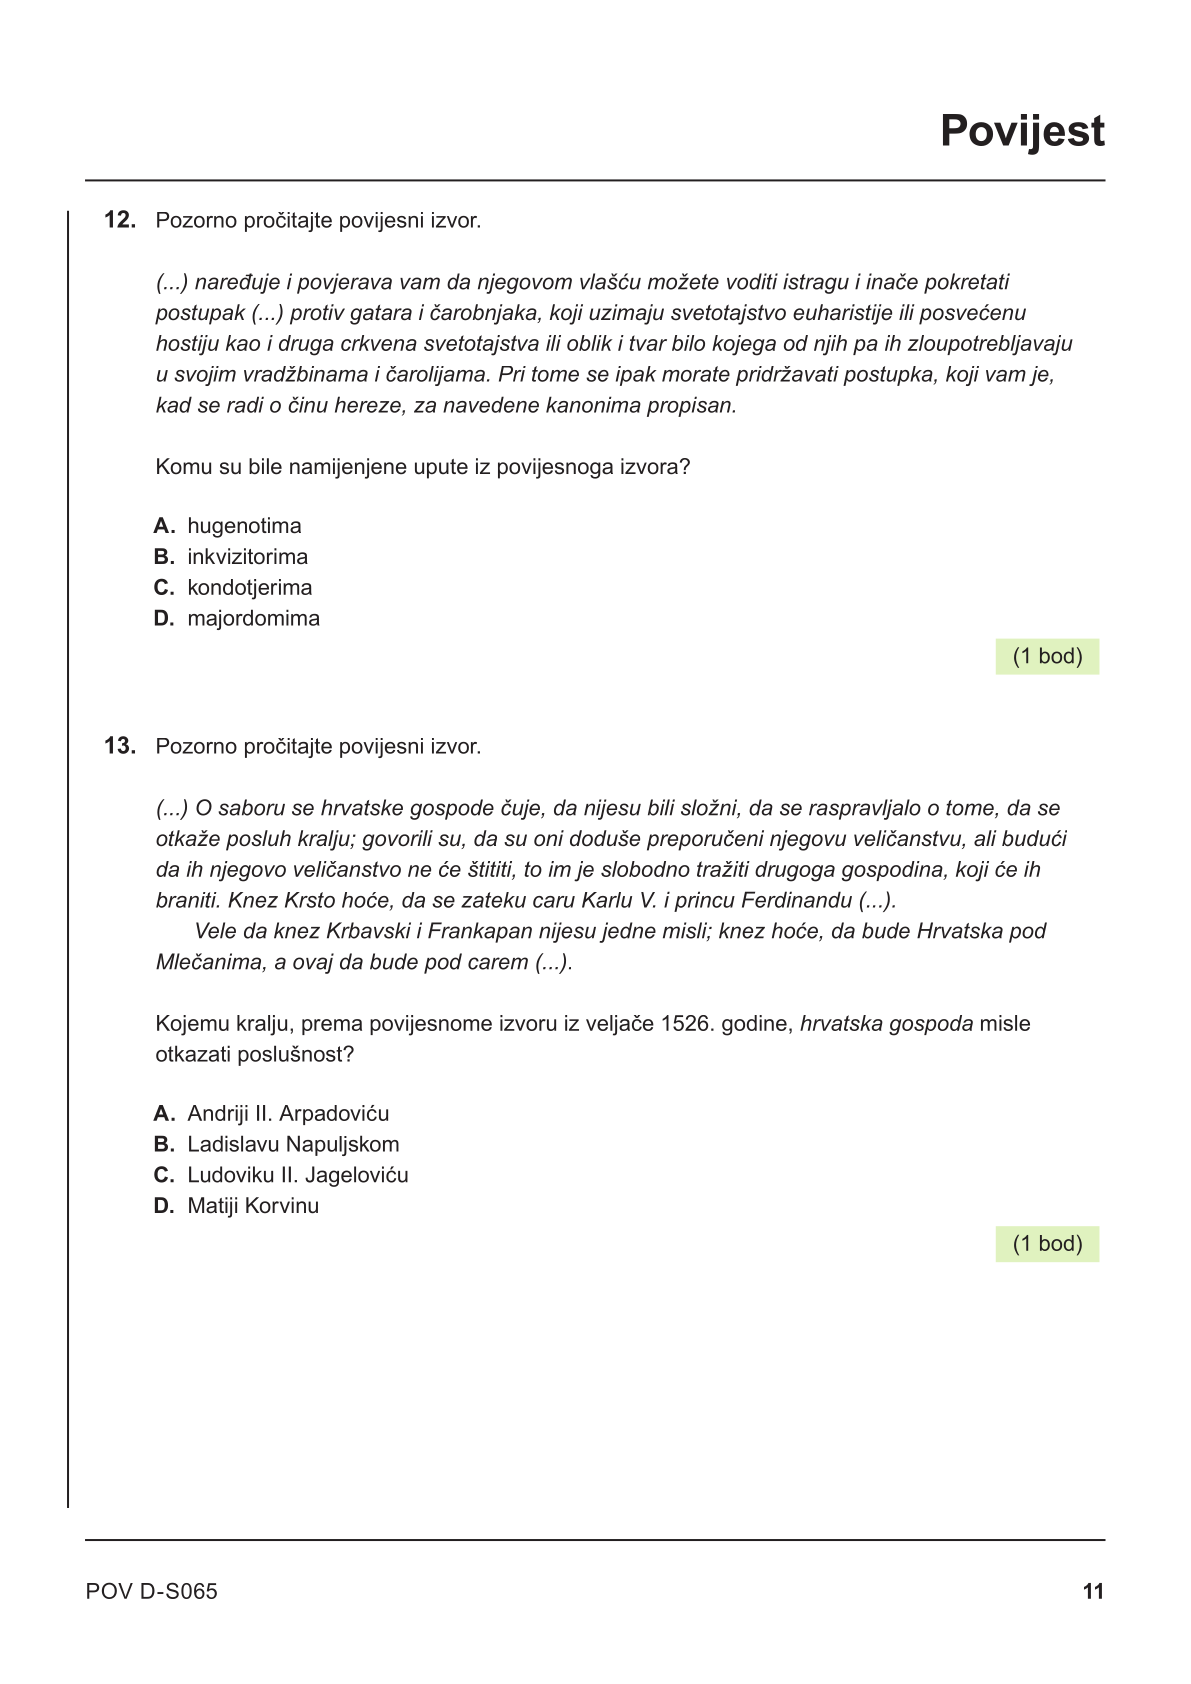 Povijest
12. Pozorno pročitajte povijesni izvor.
(...) naređuje i povjerava vam da njegovom vlašću možete voditi istragu i inače pokretati
postupak (...) protiv gatara i čarobnjaka, koji uzimaju svetotajstvo euharistije ili posvećenu
hostiju kao i druga crkvena svetotajstva ili oblik i tvar bilo kojega od njih pa ih zloupotrebljavaju
u svojim vradžbinama i čarolijama. Pri tome se ipak morate pridržavati postupka, koji vam je,
kad se radi o činu hereze, za navedene kanonima propisan.
Komu su bile namijenjene upute iz povijesnoga izvora?
A. hugenotima
B. inkvizitorima
C. kondotjerima
D. majordomima
(1 bod)
13. Pozorno pročitajte povijesni izvor.
(...) O saboru se hrvatske gospode čuje, da nijesu bili složni, da se raspravljalo o tome, da se
otkaže posluh kralju; govorili su, da su oni doduše preporučeni njegovu veličanstvu, ali budući
da ih njegovo veličanstvo ne će štititi, to im je slobodno tražiti drugoga gospodina, koji će ih
braniti. Knez Krsto hoće, da se zateku caru Karlu V. i princu Ferdinandu (...).
Vele da knez Krbavski i Frankapan nijesu jedne misli; knez hoće, da bude Hrvatska pod
Mlečanima, a ovaj da bude pod carem (...).
Kojemu kralju, prema povijesnome izvoru iz veljače 1526. godine, hrvatska gospoda misle
otkazati poslušnost?
A. Andriji II. Arpadoviću
B. Ladislavu Napuljskom
C. Ludoviku II. Jageloviću
D. Matiji Korvinu
(1 bod)
POV D-S065
11